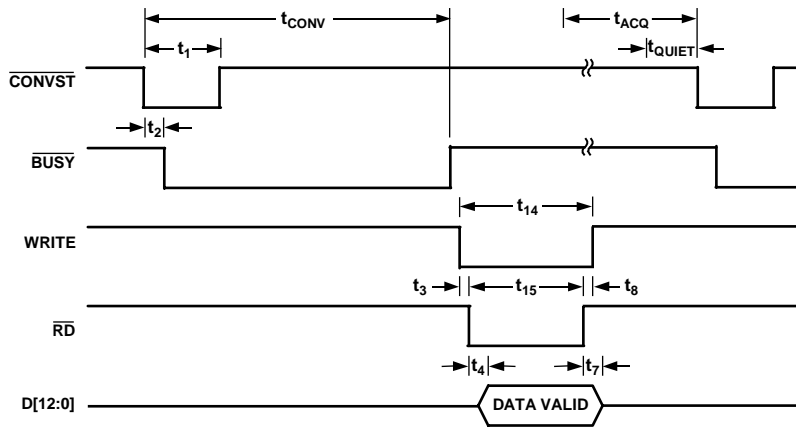 tCONV tACQ
t1 tQUIET
CONVST
t2
BUSY
t14
WRITE
t3 t15 t8
RD
t4 t7
D[12:0] DATA VALID